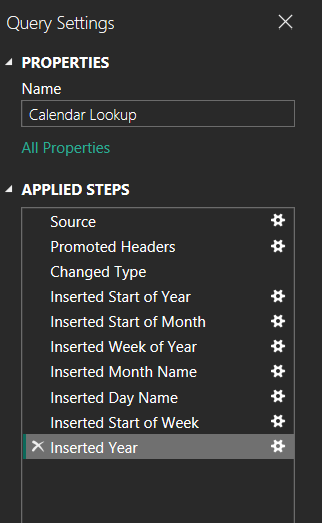 Query Settings
PROPERTIES
Name
Calendar Lookup
All Properties
APPLIED STEPS
Source
Promoted Headers
Changed Type
Inserted Start of Year
Inserted Start of Month
Inserted Week of Year
Inserted Month Name
Inserted Day Name
Inserted Start of Week
Inserted Year